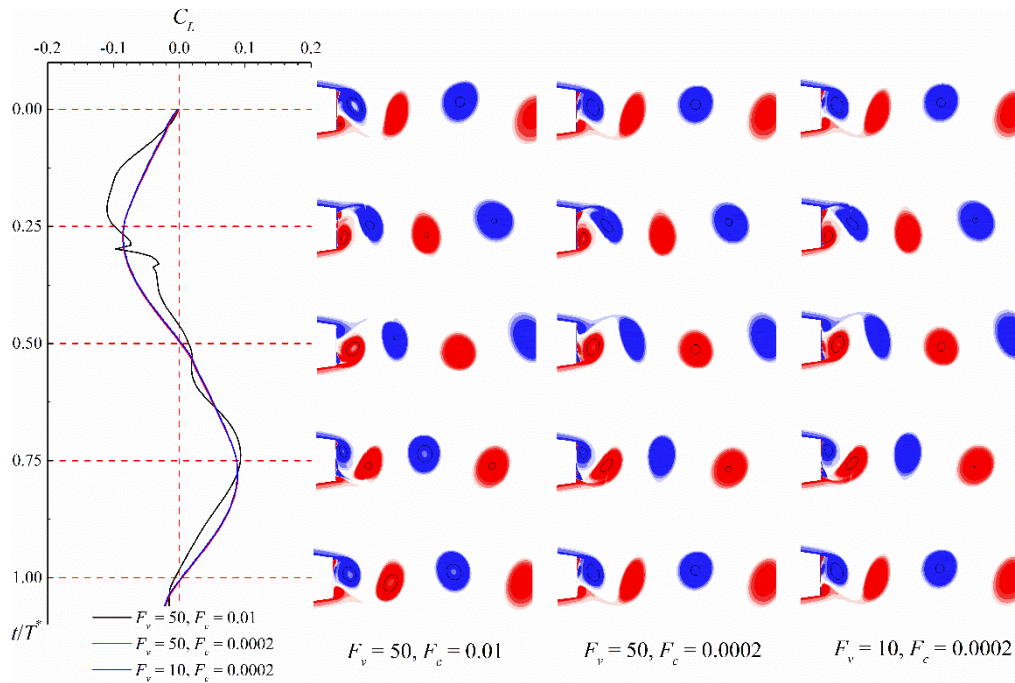 C_L
-0.2 -0.1 0.0 0.1 0.2
0.00
0.25
0.50
0.75
1.00
t/T*
F_v = 50, F_c = 0.01
F_v = 50, F_c = 0.0002
F_v = 10, F_c = 0.0002
F_v = 50, F_c = 0.01
F_v = 50, F_c = 0.0002
F_v = 10, F_c = 0.0002